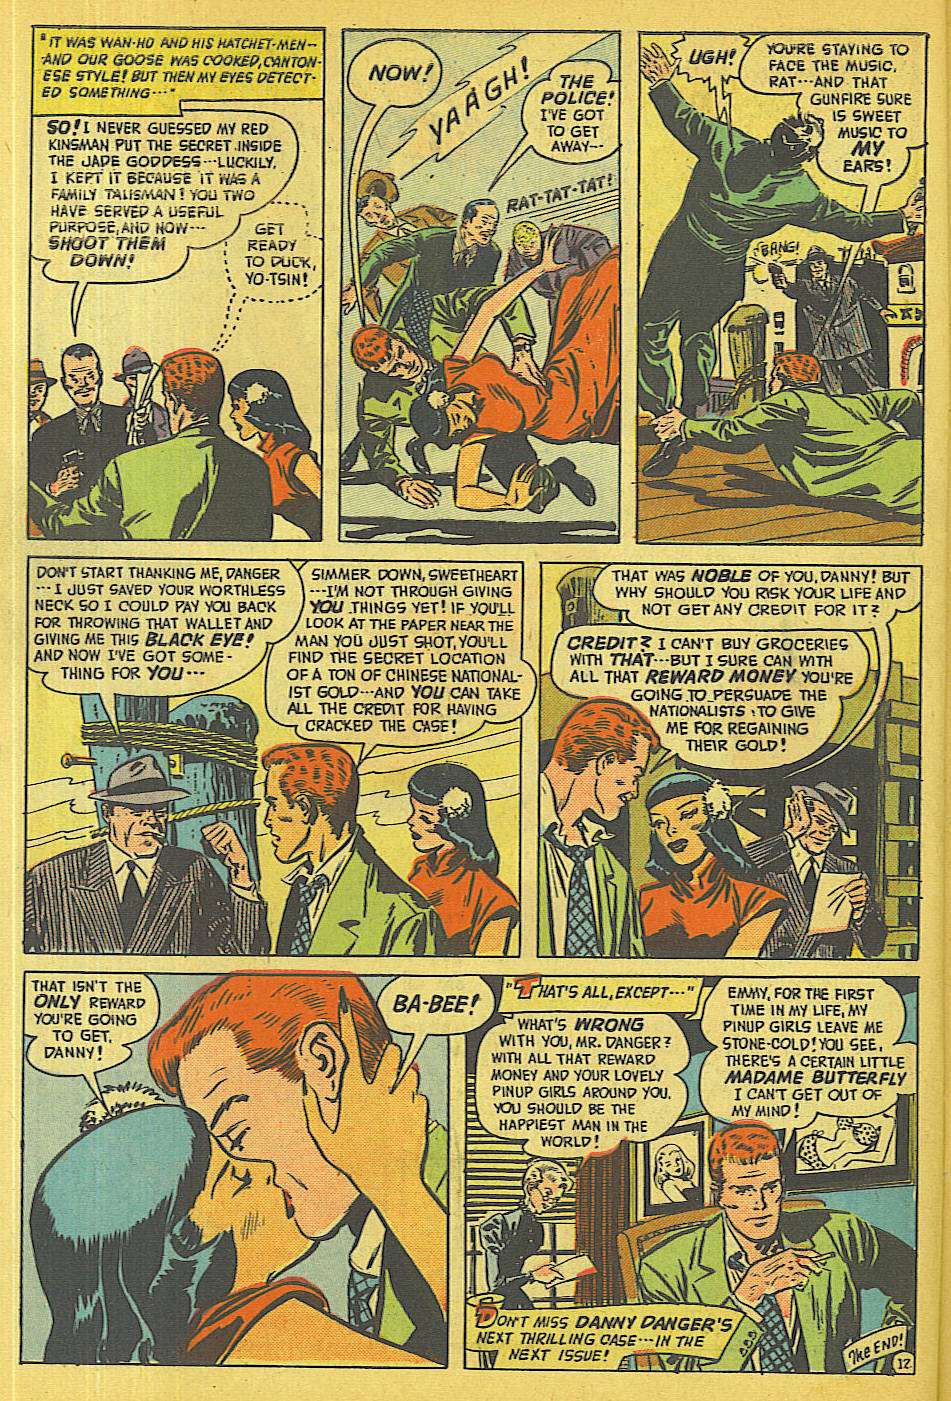 "IT WAS WAN-HO AND HIS HATCHET-MEN--
AND OUR GOOSE WAS COOKED, CANTON-
ESE STYLE! BUT THEN MY EYES DETECT-
ED SOMETHING---"
SO! I NEVER GUESSED MY RED
KINSMAN PUT THE SECRET INSIDE
THE JADE GODDESS---LUCKILY,
I KEPT IT BECAUSE IT WAS A
FAMILY TALISMAN! YOU TWO
HAVE SERVED A USEFUL
PURPOSE, AND NOW---
SHOOT THEM
DOWN!
GET
READY
TO DUCK,
YO-TSIN!
NOW!
YAAGH!
THE
POLICE!
I'VE GOT
TO GET
AWAY--
RAT-TAT-TAT!
UGH!
YOU'RE STAYING TO
FACE THE MUSIC,
RAT---AND THAT
GUNFIRE SURE
IS SWEET
MUSIC TO
MY
EARS!
BANG!
DON'T START THANKING ME, DANGER
---I JUST SAVED YOUR WORTHLESS
NECK SO I COULD PAY YOU BACK
FOR THROWING THAT WALLET AND
GIVING ME THIS BLACK EYE!
AND NOW I'VE GOT SOME-
THING FOR YOU---
SIMMER DOWN, SWEETHEART
---I'M NOT THROUGH GIVING
YOU THINGS YET! IF YOU'LL
LOOK AT THE PAPER NEAR THE
MAN YOU JUST SHOT, YOU'LL
FIND THE SECRET LOCATION
OF A TON OF CHINESE NATIONAL-
IST GOLD---AND YOU CAN TAKE
ALL THE CREDIT FOR HAVING
CRACKED THE CASE!
THAT WAS NOBLE OF YOU, DANNY! BUT
WHY SHOULD YOU RISK YOUR LIFE AND
NOT GET ANY CREDIT FOR IT?
CREDIT? I CAN'T BUY GROCERIES
WITH THAT---BUT I SURE CAN WITH
ALL THAT REWARD MONEY YOU'RE
GOING TO PERSUADE THE
NATIONALISTS TO GIVE
ME FOR REGAINING
THEIR GOLD!
THAT ISN'T THE
ONLY REWARD
YOU'RE GOING
TO GET,
DANNY!
BA-BEE!
"THAT'S ALL, EXCEPT---"
WHAT'S WRONG
WITH YOU, MR. DANGER?
WITH ALL THAT REWARD
MONEY AND YOUR LOVELY
PINUP GIRLS AROUND YOU,
YOU SHOULD BE THE
HAPPIEST MAN IN THE
WORLD!
EMMY, FOR THE FIRST
TIME IN MY LIFE, MY
PINUP GIRLS LEAVE ME
STONE-COLD! YOU SEE,
THERE'S A CERTAIN LITTLE
MADAME BUTTERFLY
I CAN'T GET OUT OF
MY MIND!
DON'T MISS DANNY DANGER'S
NEXT THRILLING CASE---IN THE
NEXT ISSUE!
THE END!
12